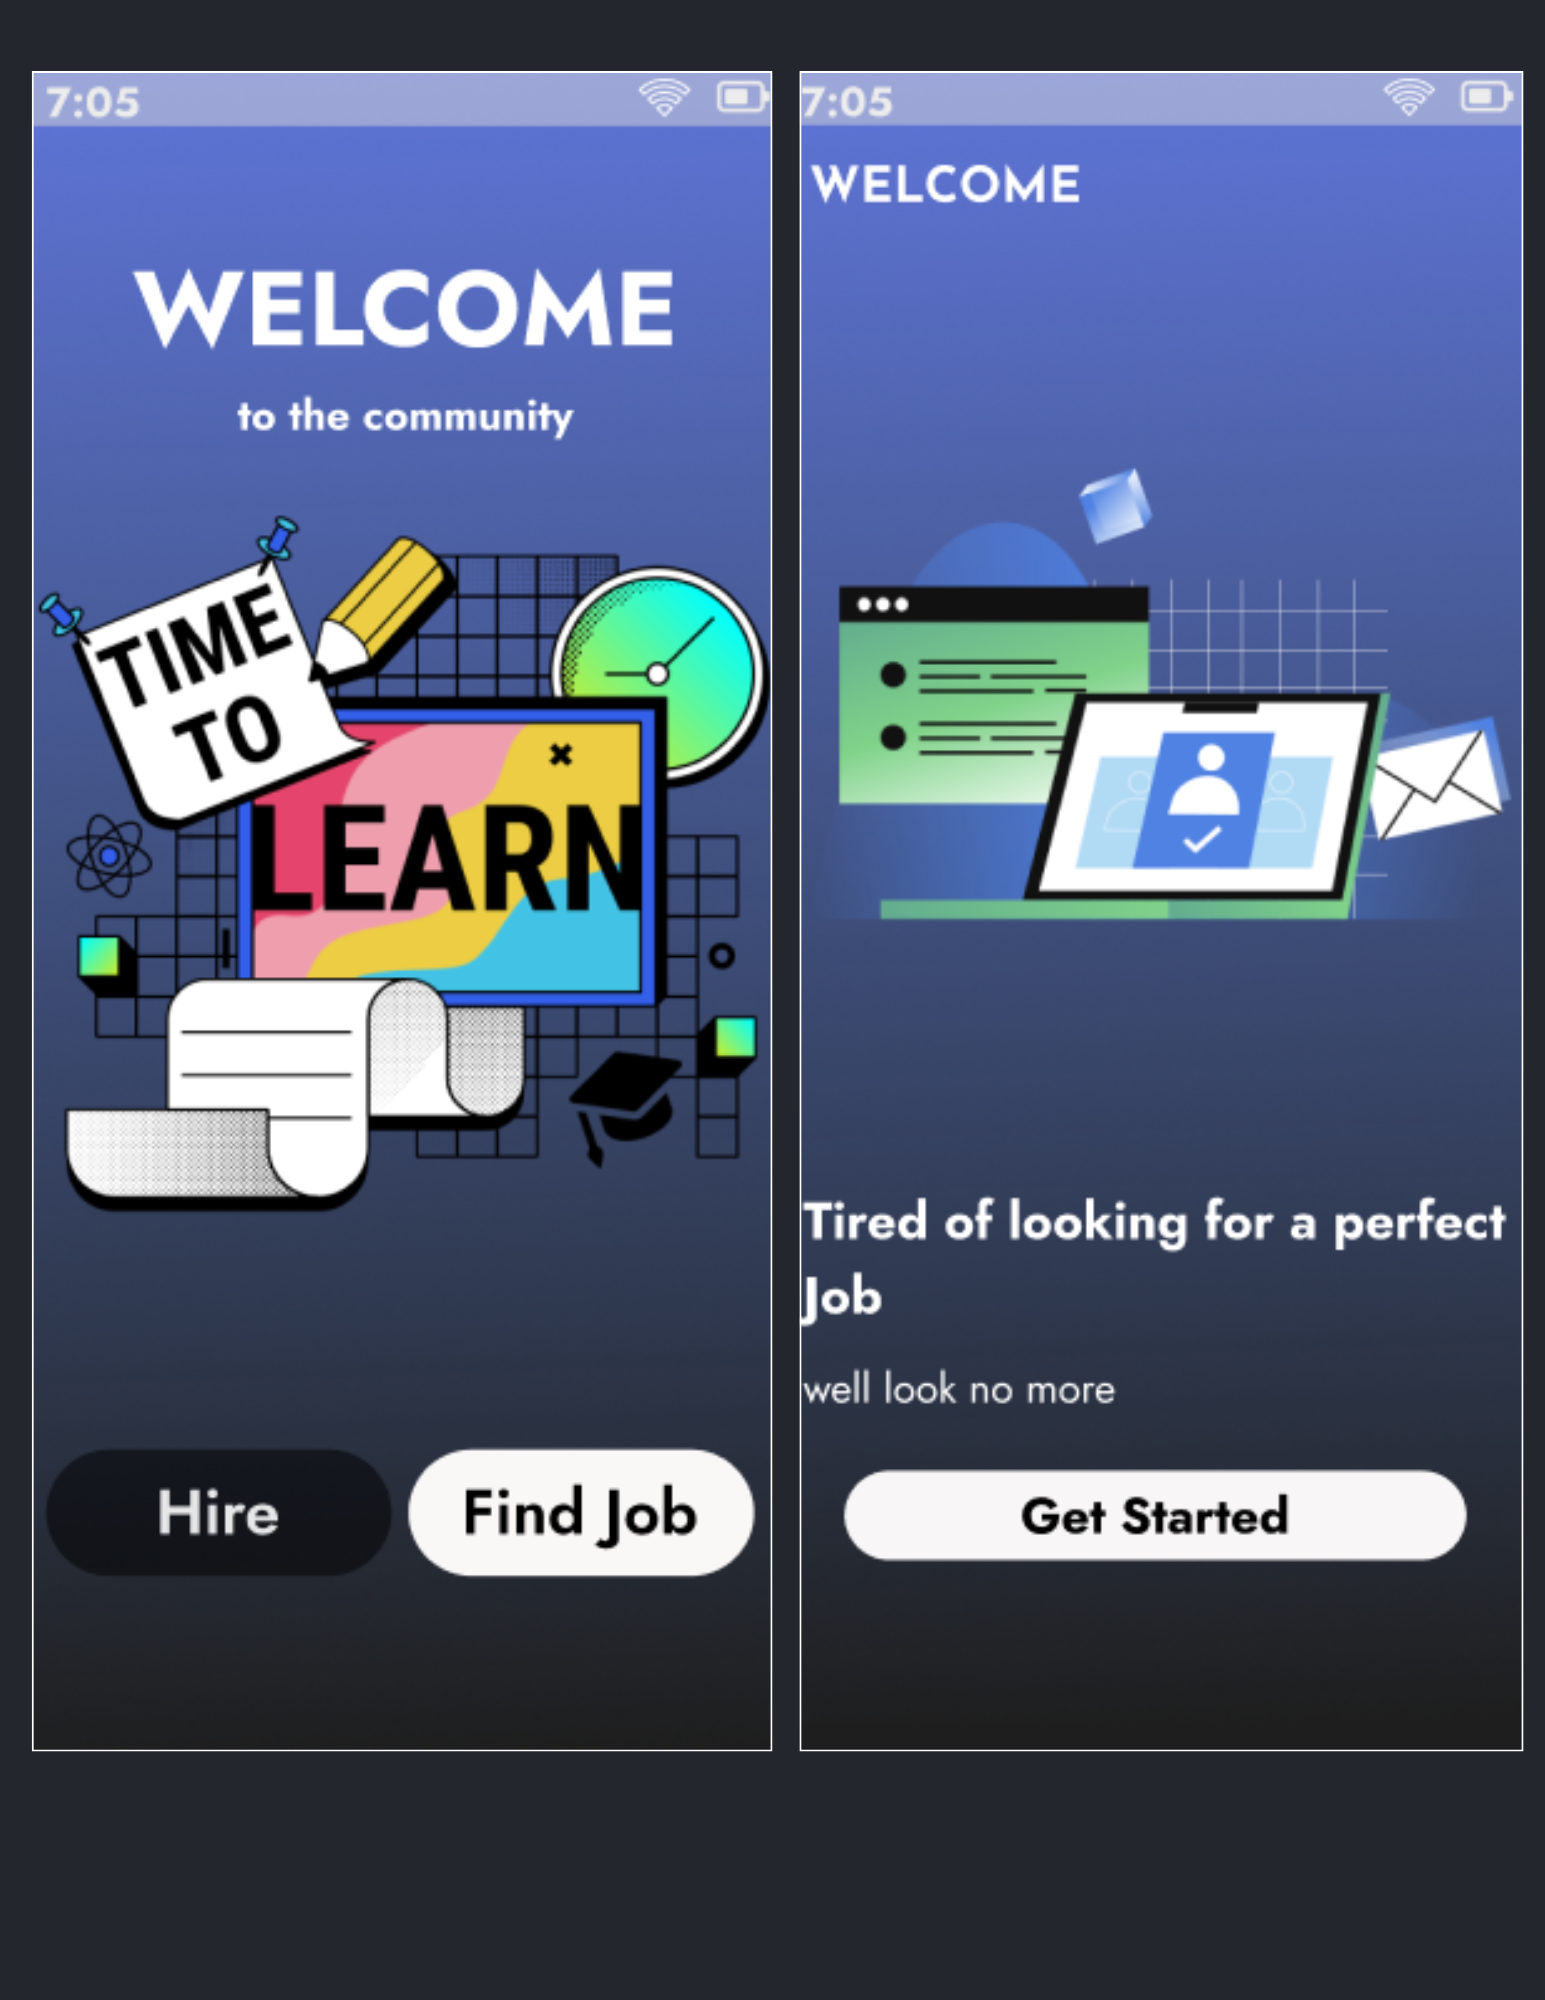 7:05
WELCOME
to the community
TIME
TO
LEARN
Hire
Find Job
7:05
WELCOME
Tired of looking for a perfect
Job
well look no more
Get Started